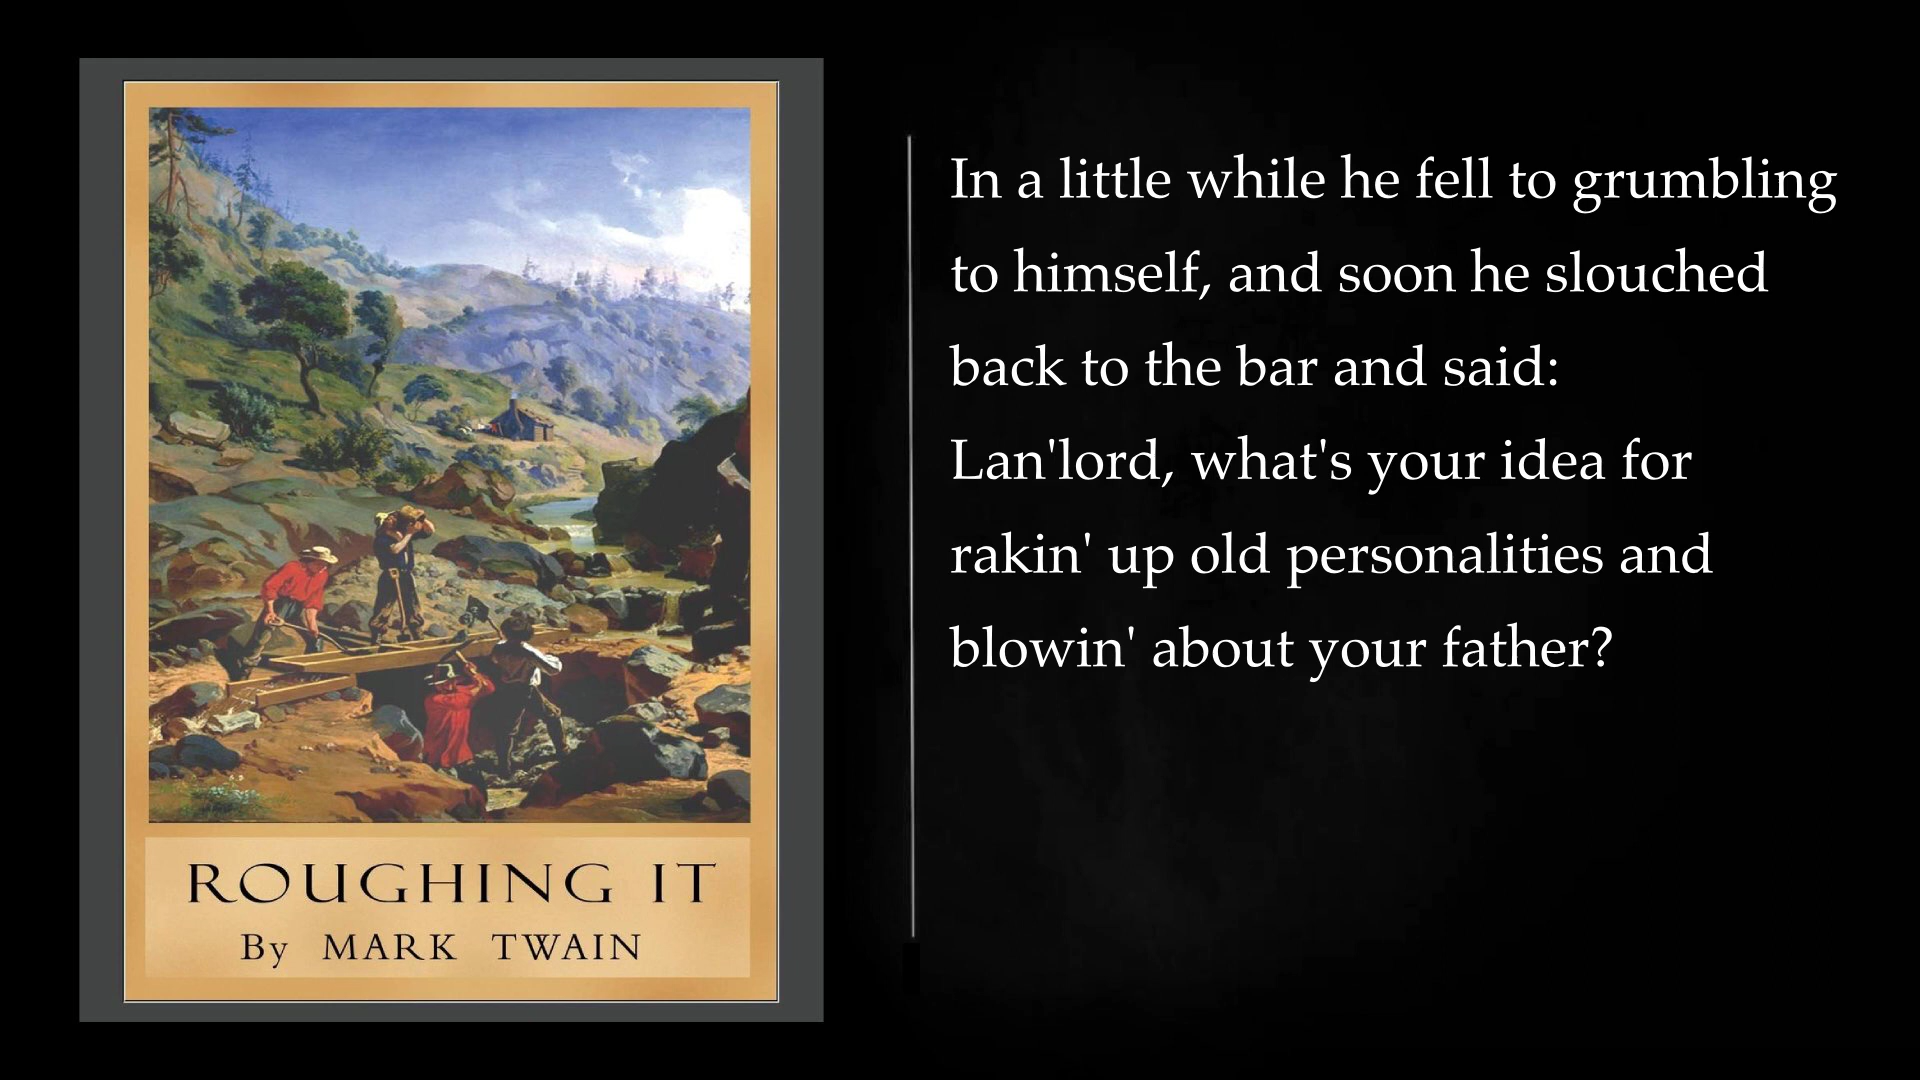 ROUGHING IT
By MARK TWAIN
In a little while he fell to grumbling
to himself, and soon he slouched
back to the bar and said:
Lan'lord, what's your idea for
rakin' up old personalities and
blowin' about your father?